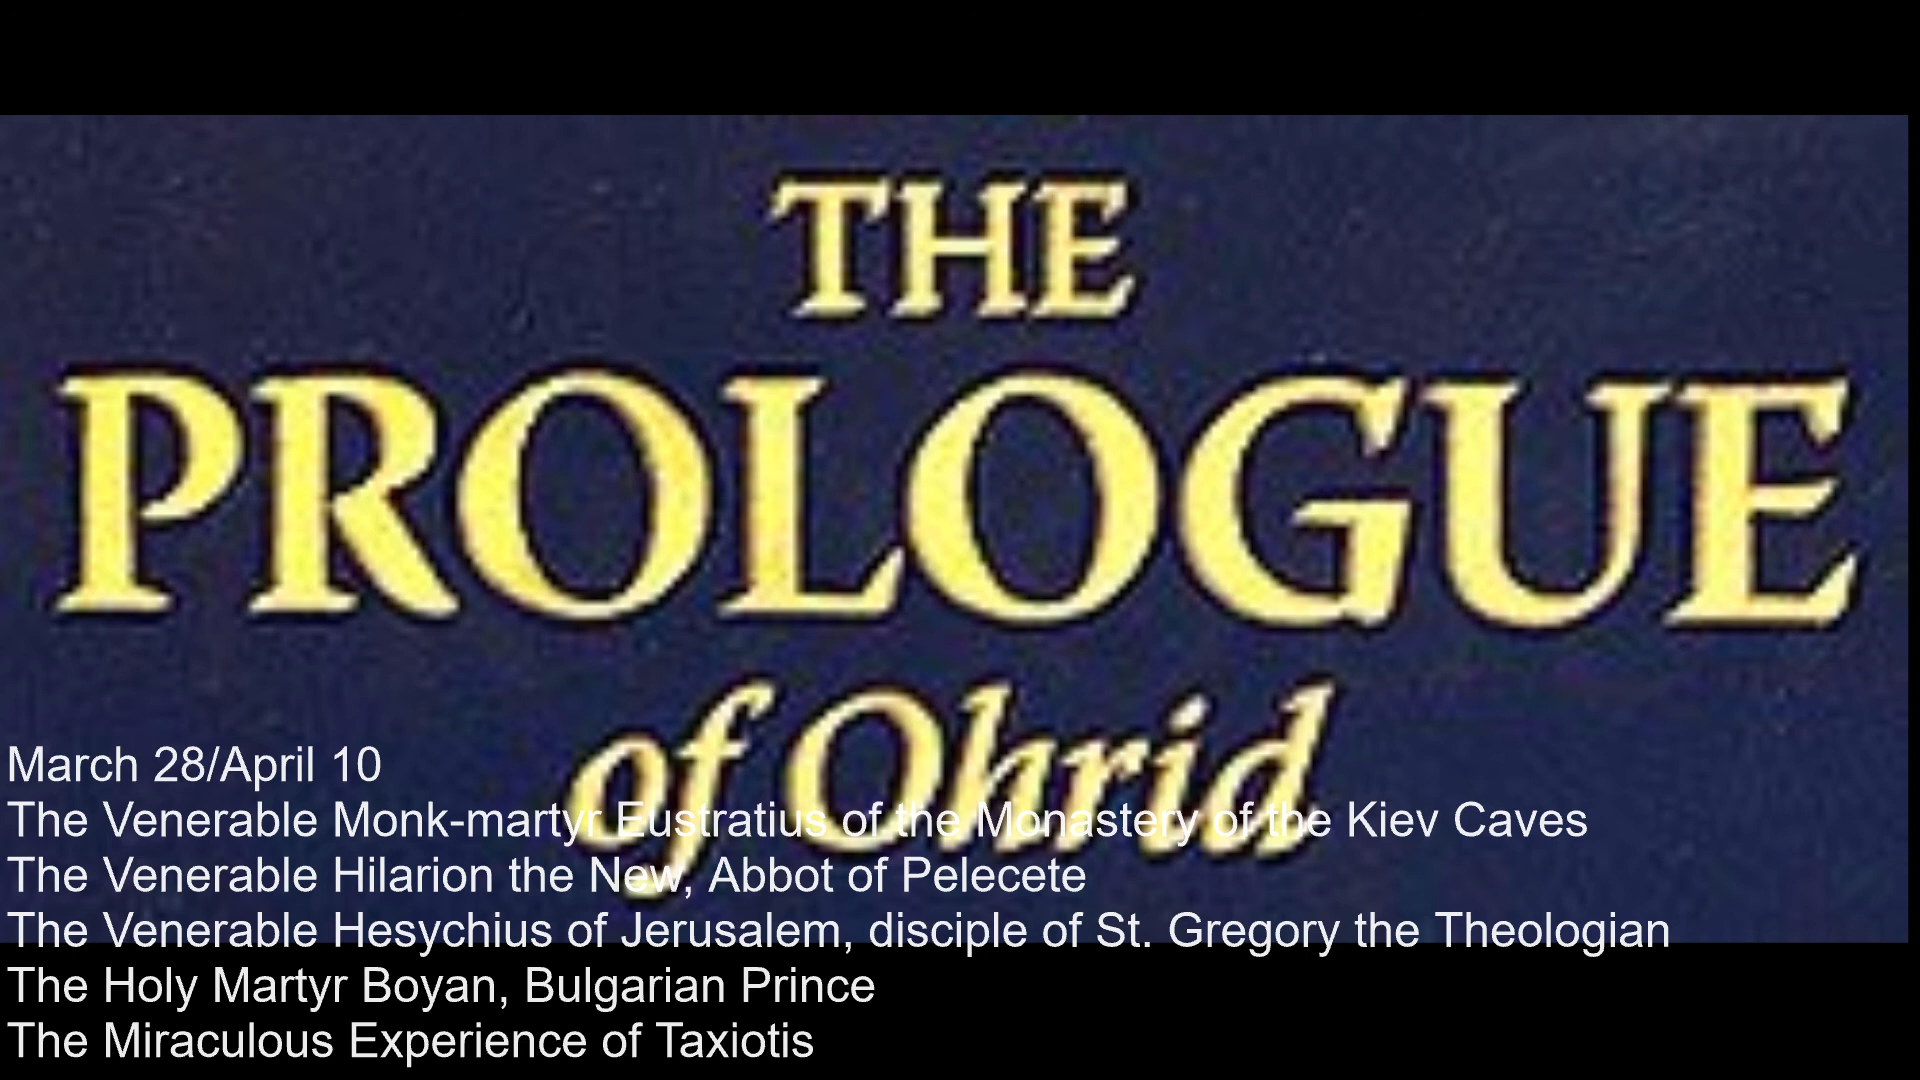 THE
PROLOGUE
of Ohrid
March 28/April 10
The Venerable Monk-martyr Eustratius of the Monastery of the Kiev Caves
The Venerable Hilarion the New, Abbot of Pelecete
The Venerable Hesychius of Jerusalem, disciple of St. Gregory the Theologian
The Holy Martyr Boyan, Bulgarian Prince
The Miraculous Experience of Taxiotis